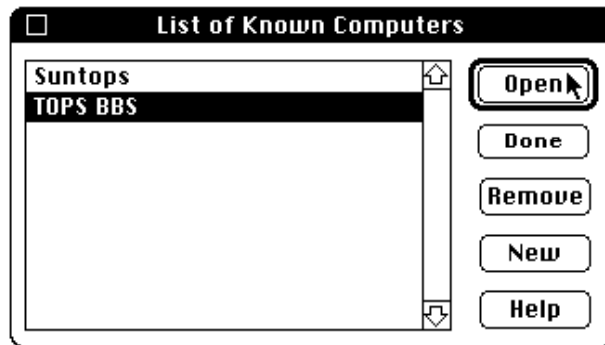 List of Known Computers
Suntops
TOPS BBS
Open
Done
Remove
New
Help